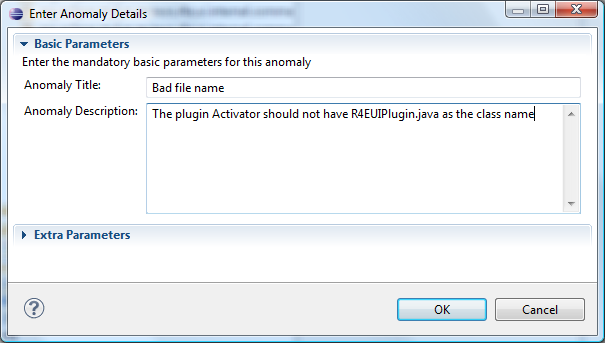 Enter Anomaly Details
Basic Parameters
Enter the mandatory basic parameters for this anomaly
Anomaly Title: Bad file name
Anomaly Description: The plugin Activator should not have R4EUIPlugin.java as the class name
Extra Parameters
? OK Cancel